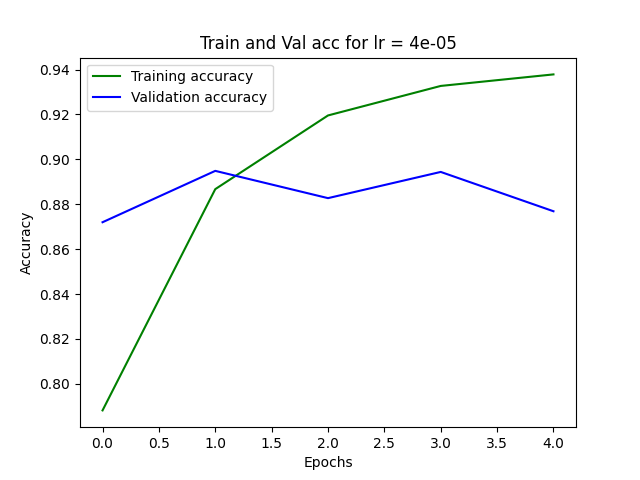 Train and Val acc for lr = 4e-05
Training accuracy
Validation accuracy
0.94
0.92
0.90
0.88
0.86
0.84
0.82
0.80
Accuracy
0.0 0.5 1.0 1.5 2.0 2.5 3.0 3.5 4.0
Epochs